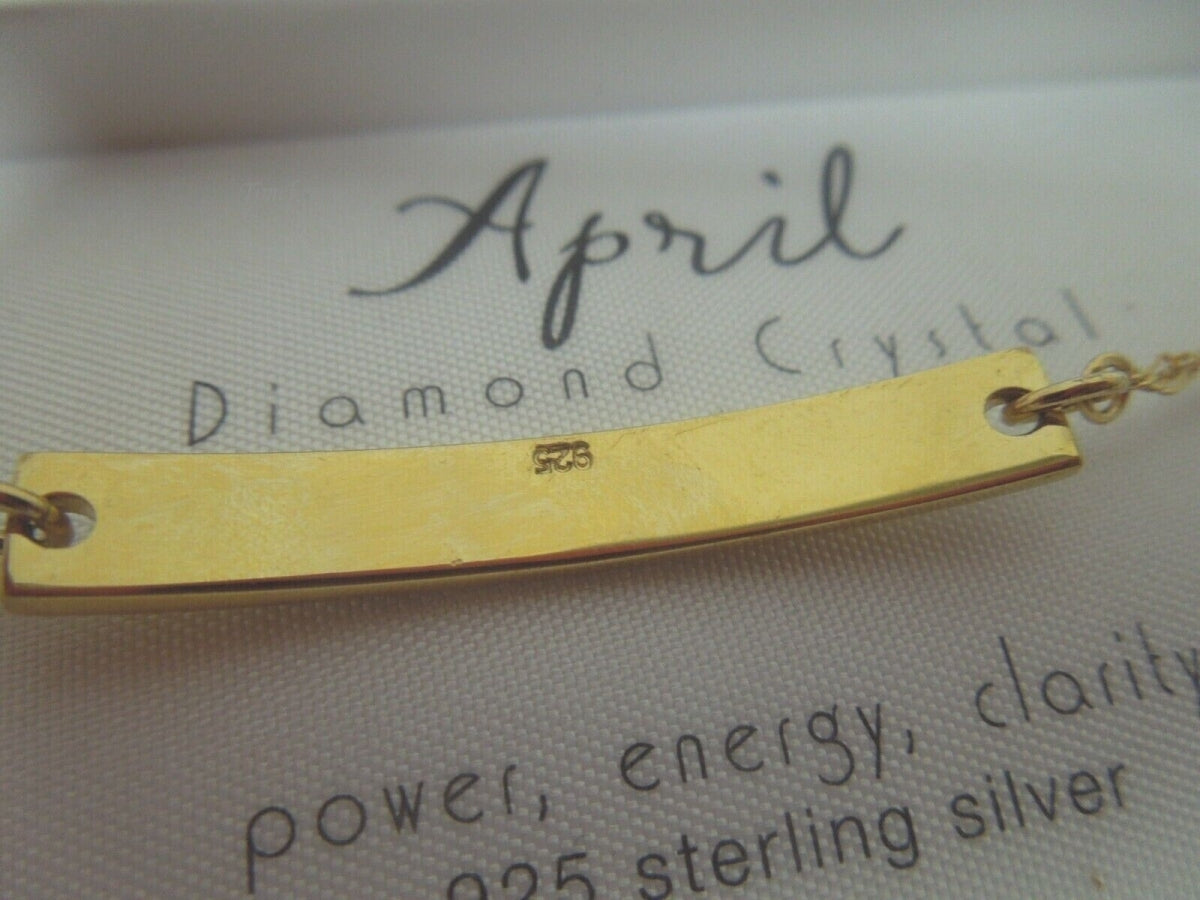 April
Diamond Crystal
925
power, energy, clarity
925 sterling silver